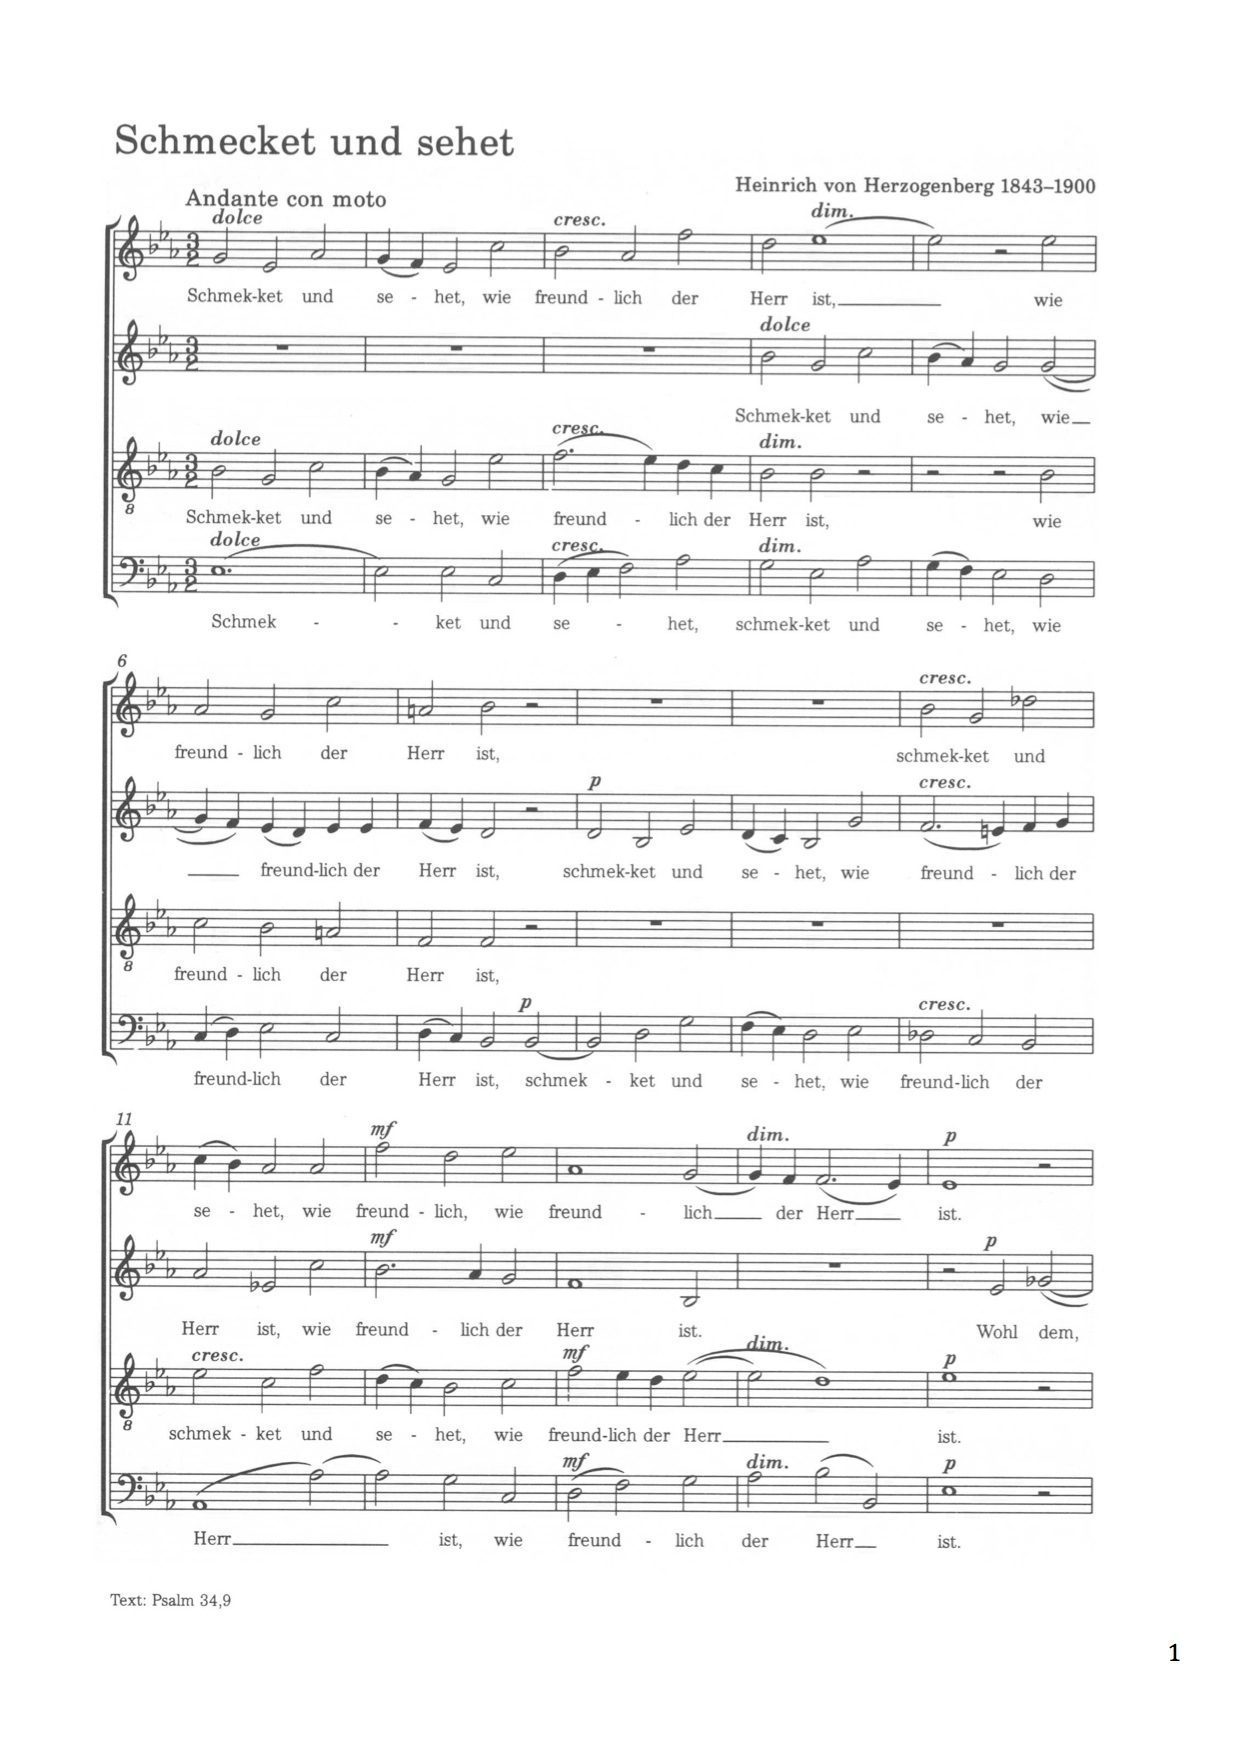 Schmecket und sehet
Heinrich von Herzogenberg 1843–1900
Andante con moto
dolce cresc. dim.
Schmek-ket und se - het, wie freund - lich der Herr ist, wie
dolce
Schmek-ket und se - het, wie
dolce cresc. dim.
8
Schmek-ket und se - het, wie freund - lich der Herr ist, wie
dolce cresc. dim.
Schmek - - ket und se - het, schmek-ket und se - het, wie
6
cresc.
freund - lich der Herr ist, schmek-ket und
p cresc.
freund-lich der Herr ist, schmek-ket und se - het, wie freund - lich der
8
freund - lich der Herr ist,
p cresc.
freund-lich der Herr ist, schmek - ket und se - het, wie freund-lich der
11
mf dim. p
se - het, wie freund - lich, wie freund - lich der Herr ist.
mf p
Herr ist, wie freund - lich der Herr ist. Wohl dem,
cresc. mf dim. p
8
schmek - ket und se - het, wie freund-lich der Herr ist.
mf dim. p
Herr ist, wie freund - lich der Herr ist.
Text: Psalm 34,9
1